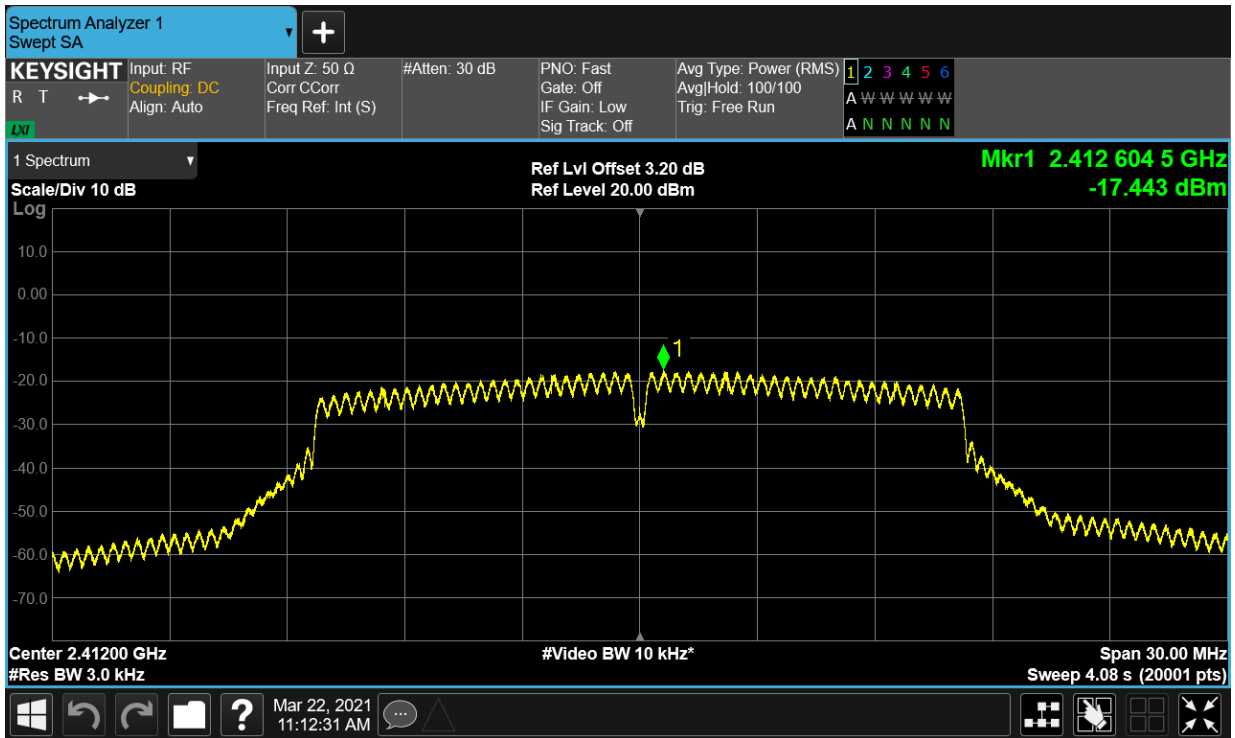 Spectrum Analyzer 1
Swept SA
+
KEYSIGHT
R T
LXI
Input: RF
Coupling: DC
Align: Auto
Input Z: 50 Ω
Corr CCorr
Freq Ref: Int (S)
#Atten: 30 dB
PNO: Fast
Gate: Off
IF Gain: Low
Sig Track: Off
Avg Type: Power (RMS)
Avg|Hold: 100/100
Trig: Free Run
1 2 3 4 5 6
A W W W W W
A N N N N N
1 Spectrum
Scale/Div 10 dB
Log
Ref Lvl Offset 3.20 dB
Ref Level 20.00 dBm
Mkr1 2.412 604 5 GHz
-17.443 dBm
10.0
0.00
-10.0
-20.0
-30.0
-40.0
-50.0
-60.0
-70.0
1
Center 2.41200 GHz
#Res BW 3.0 kHz
#Video BW 10 kHz*
Span 30.00 MHz
Sweep 4.08 s (20001 pts)
?
Mar 22, 2021
11:12:31 AM